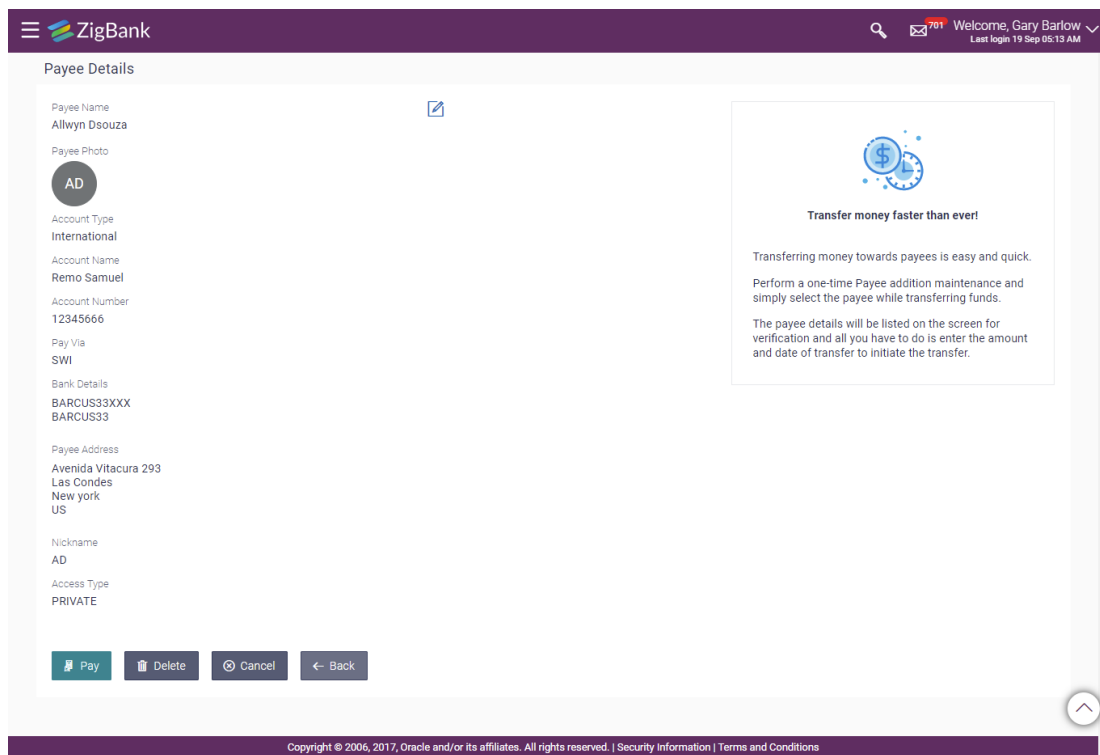 ZigBank
701
Welcome, Gary Barlow
Last login 19 Sep 05:13 AM
Payee Details
Payee Name
Allwyn Dsouza
Payee Photo
AD
Account Type
International
Account Name
Remo Samuel
Account Number
12345666
Pay Via
SWI
Bank Details
BARCUS33XXX
BARCUS33
Payee Address
Avenida Vitacura 293
Las Condes
New york
US
Nickname
AD
Access Type
PRIVATE
Pay
Delete
Cancel
Back
$
Transfer money faster than ever!
Transferring money towards payees is easy and quick.
Perform a one-time Payee addition maintenance and
simply select the payee while transferring funds.
The payee details will be listed on the screen for
verification and all you have to do is enter the amount
and date of transfer to initiate the transfer.
Copyright © 2006, 2017, Oracle and/or its affiliates. All rights reserved. | Security Information | Terms and Conditions